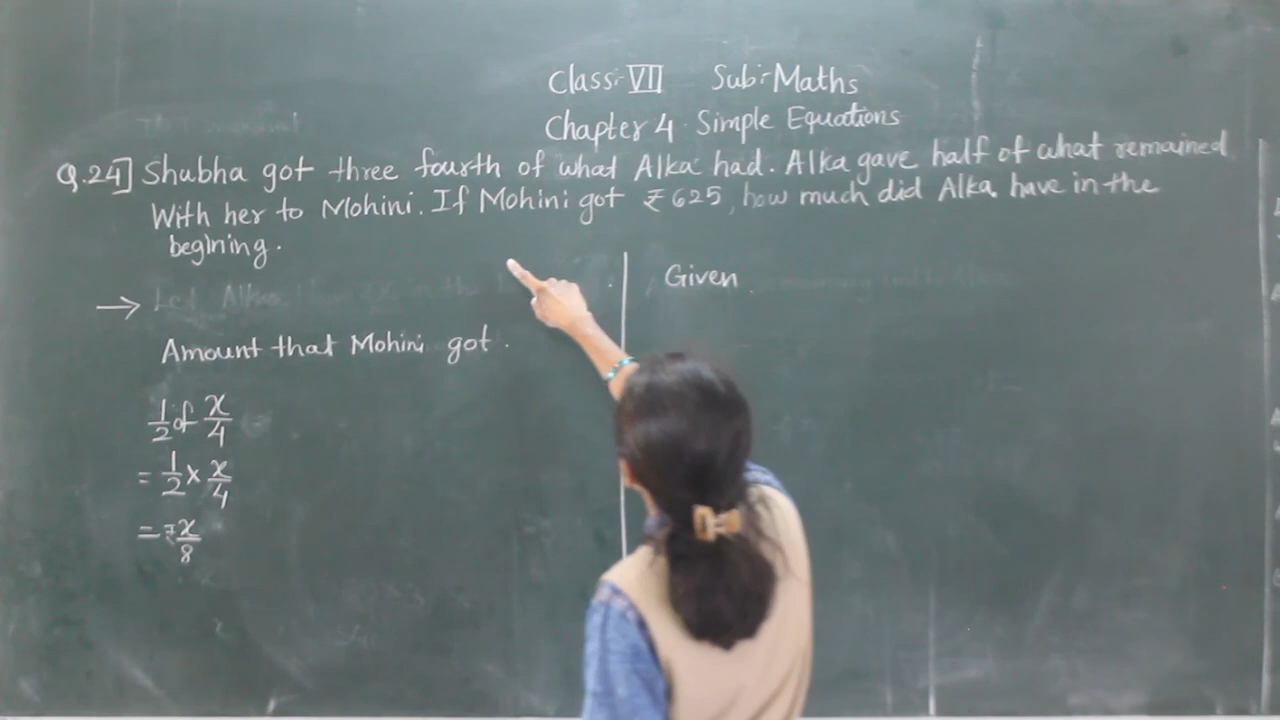 Class:- VII Sub:- Maths
Chapter 4. Simple Equations
Q.24] Shubha got three fourth of what Alka had. Alka gave half of what remained
With her to Mohini. If Mohini got ₹ 625, how much did Alka have in the
begining.
→
Amount that Mohini got.
1/2 of x/4
= 1/2 × x/4
= ₹ x/8
Given